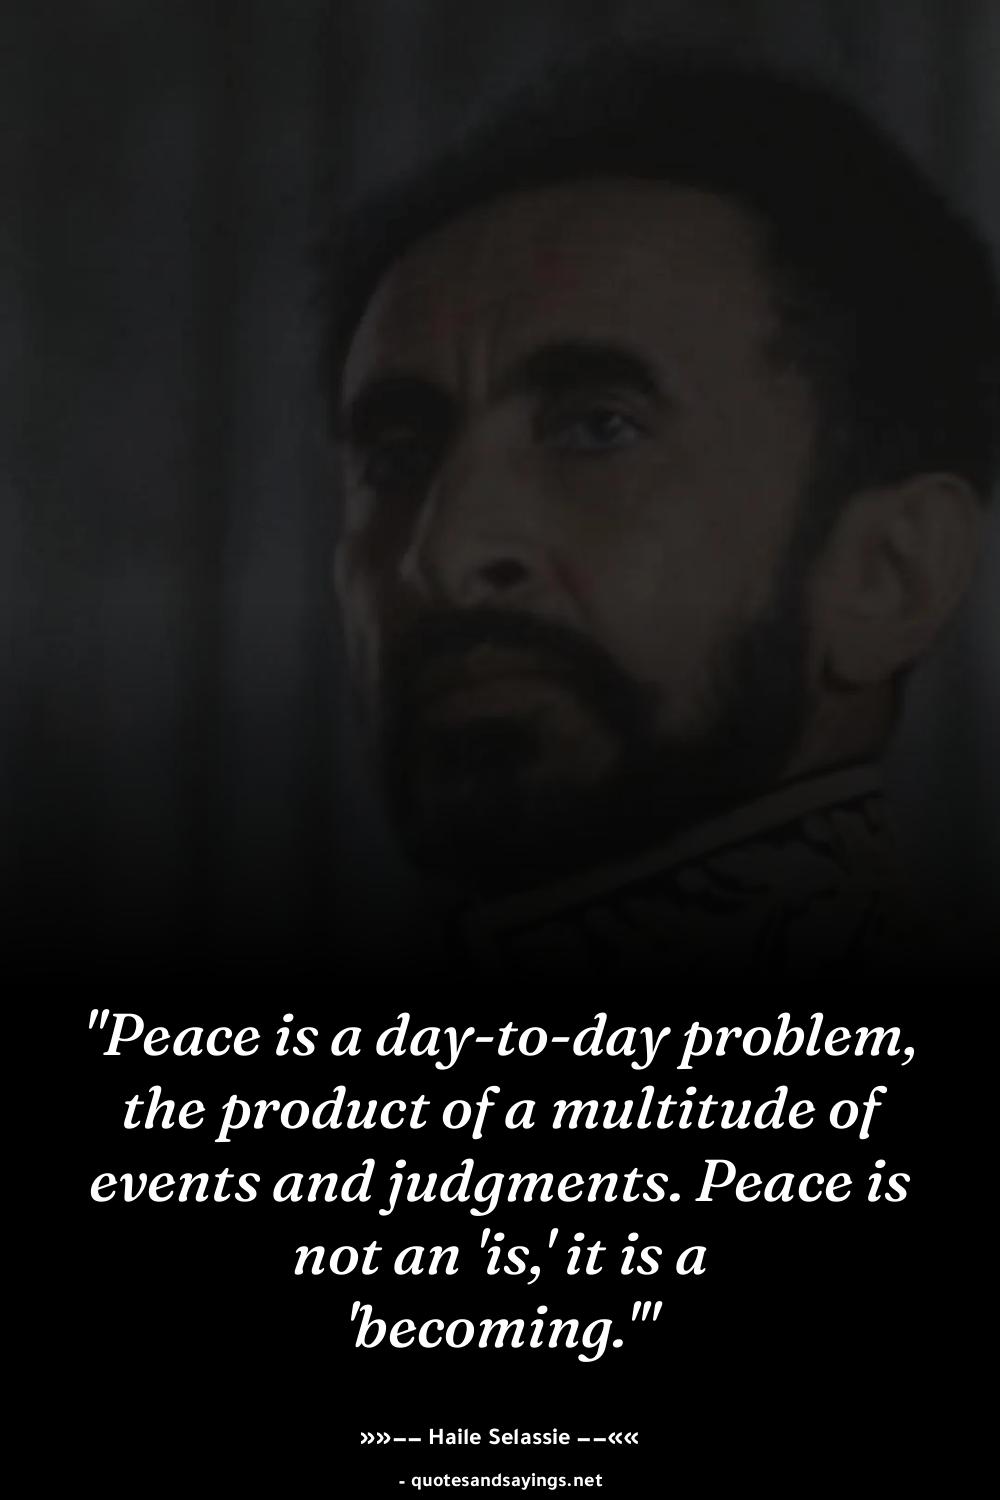 "Peace is a day-to-day problem,
the product of a multitude of
events and judgments. Peace is
not an 'is,' it is a
'becoming.'"
»»–– Haile Selassie ––««
- quotesandsayings.net